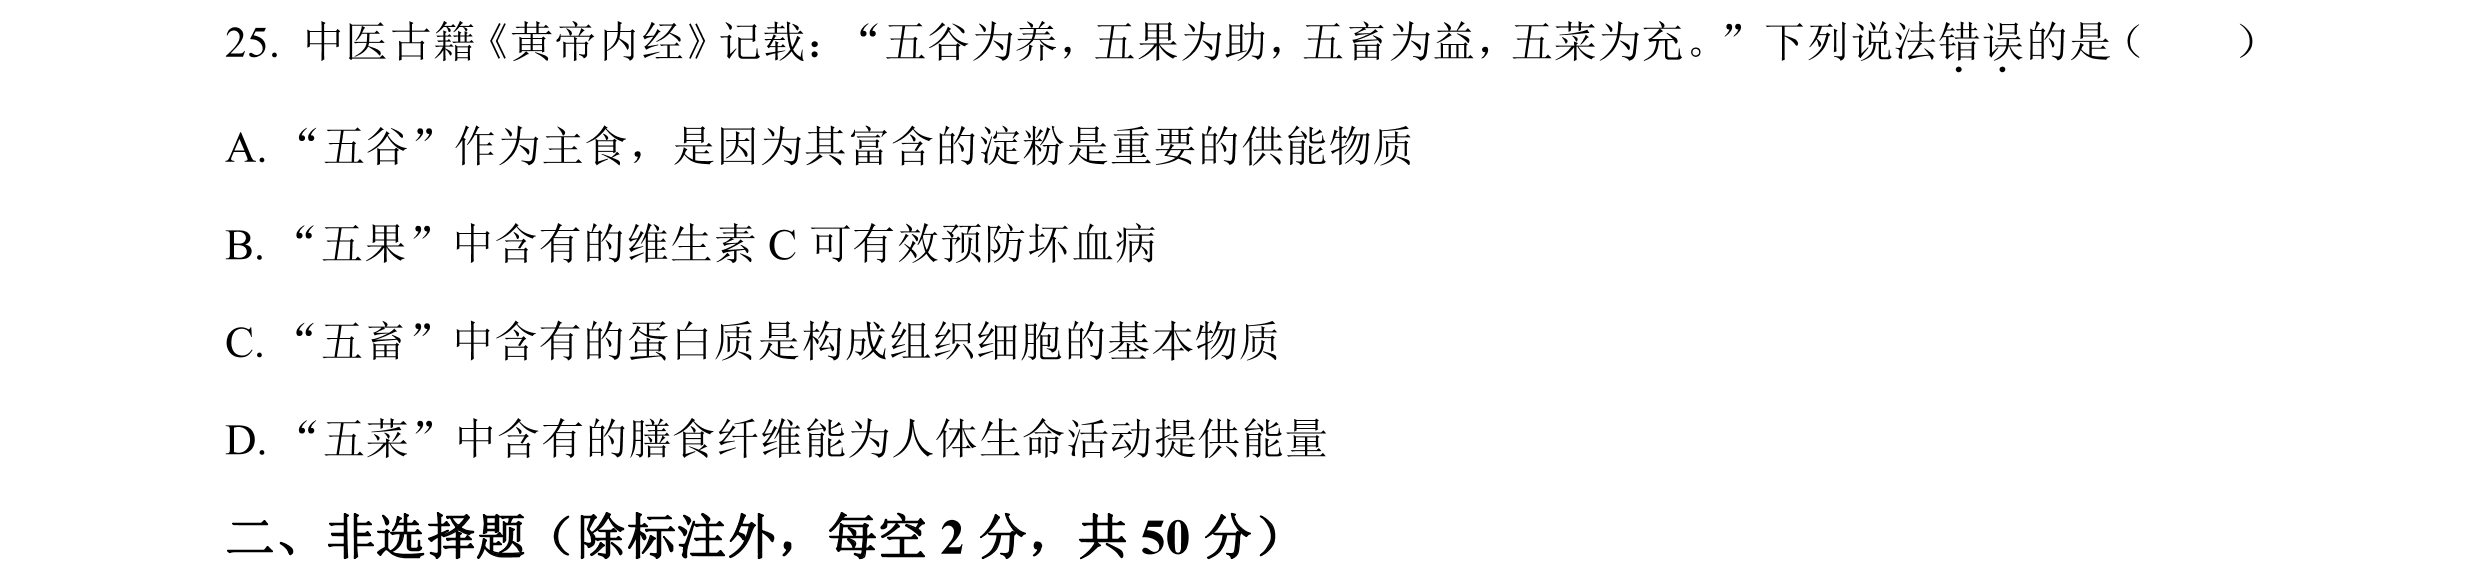 25. 中医古籍《黄帝内经》记载：“五谷为养，五果为助，五畜为益，五菜为充。”下列说法错误的是（　　）
A. “五谷”作为主食，是因为其富含的淀粉是重要的供能物质
B. “五果”中含有的维生素 C 可有效预防坏血病
C. “五畜”中含有的蛋白质是构成组织细胞的基本物质
D. “五菜”中含有的膳食纤维能为人体生命活动提供能量
二、非选择题（除标注外，每空 2 分，共 50 分）